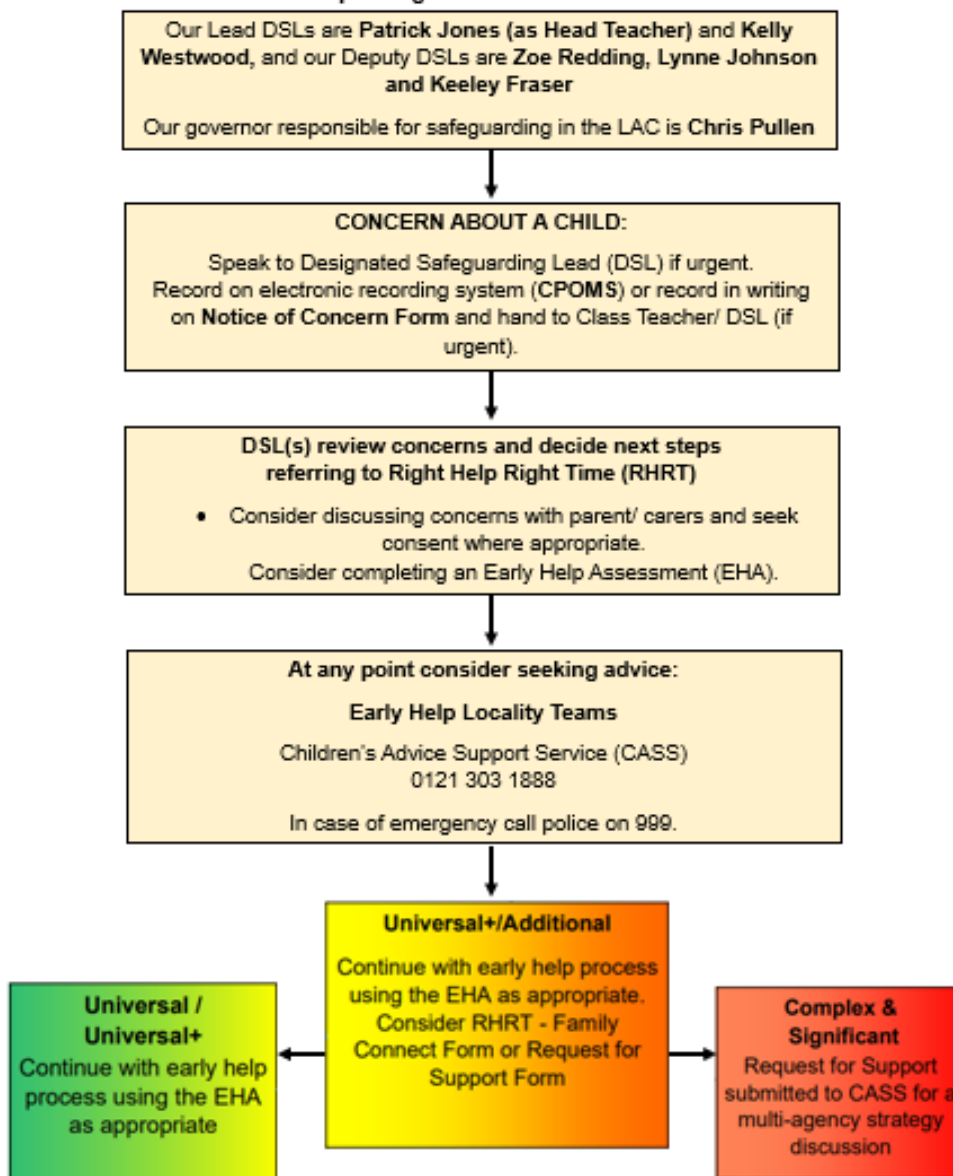 Our Lead DSLs are Patrick Jones (as Head Teacher) and Kelly
Westwood, and our Deputy DSLs are Zoe Redding, Lynne Johnson
and Keeley Fraser
Our governor responsible for safeguarding in the LAC is Chris Pullen
CONCERN ABOUT A CHILD:
Speak to Designated Safeguarding Lead (DSL) if urgent.
Record on electronic recording system (CPOMS) or record in writing
on Notice of Concern Form and hand to Class Teacher/ DSL (if
urgent).
DSL(s) review concerns and decide next steps
referring to Right Help Right Time (RHRT)
• Consider discussing concerns with parent/ carers and seek
consent where appropriate.
Consider completing an Early Help Assessment (EHA).
At any point consider seeking advice:
Early Help Locality Teams
Children's Advice Support Service (CASS)
0121 303 1888
In case of emergency call police on 999.
Universal+/Additional
Continue with early help process
using the EHA as appropriate.
Consider RHRT - Family
Connect Form or Request for
Support Form
Universal /
Universal+
Continue with early help
process using the EHA
as appropriate
Complex &
Significant
Request for Support
submitted to CASS for a
multi-agency strategy
discussion